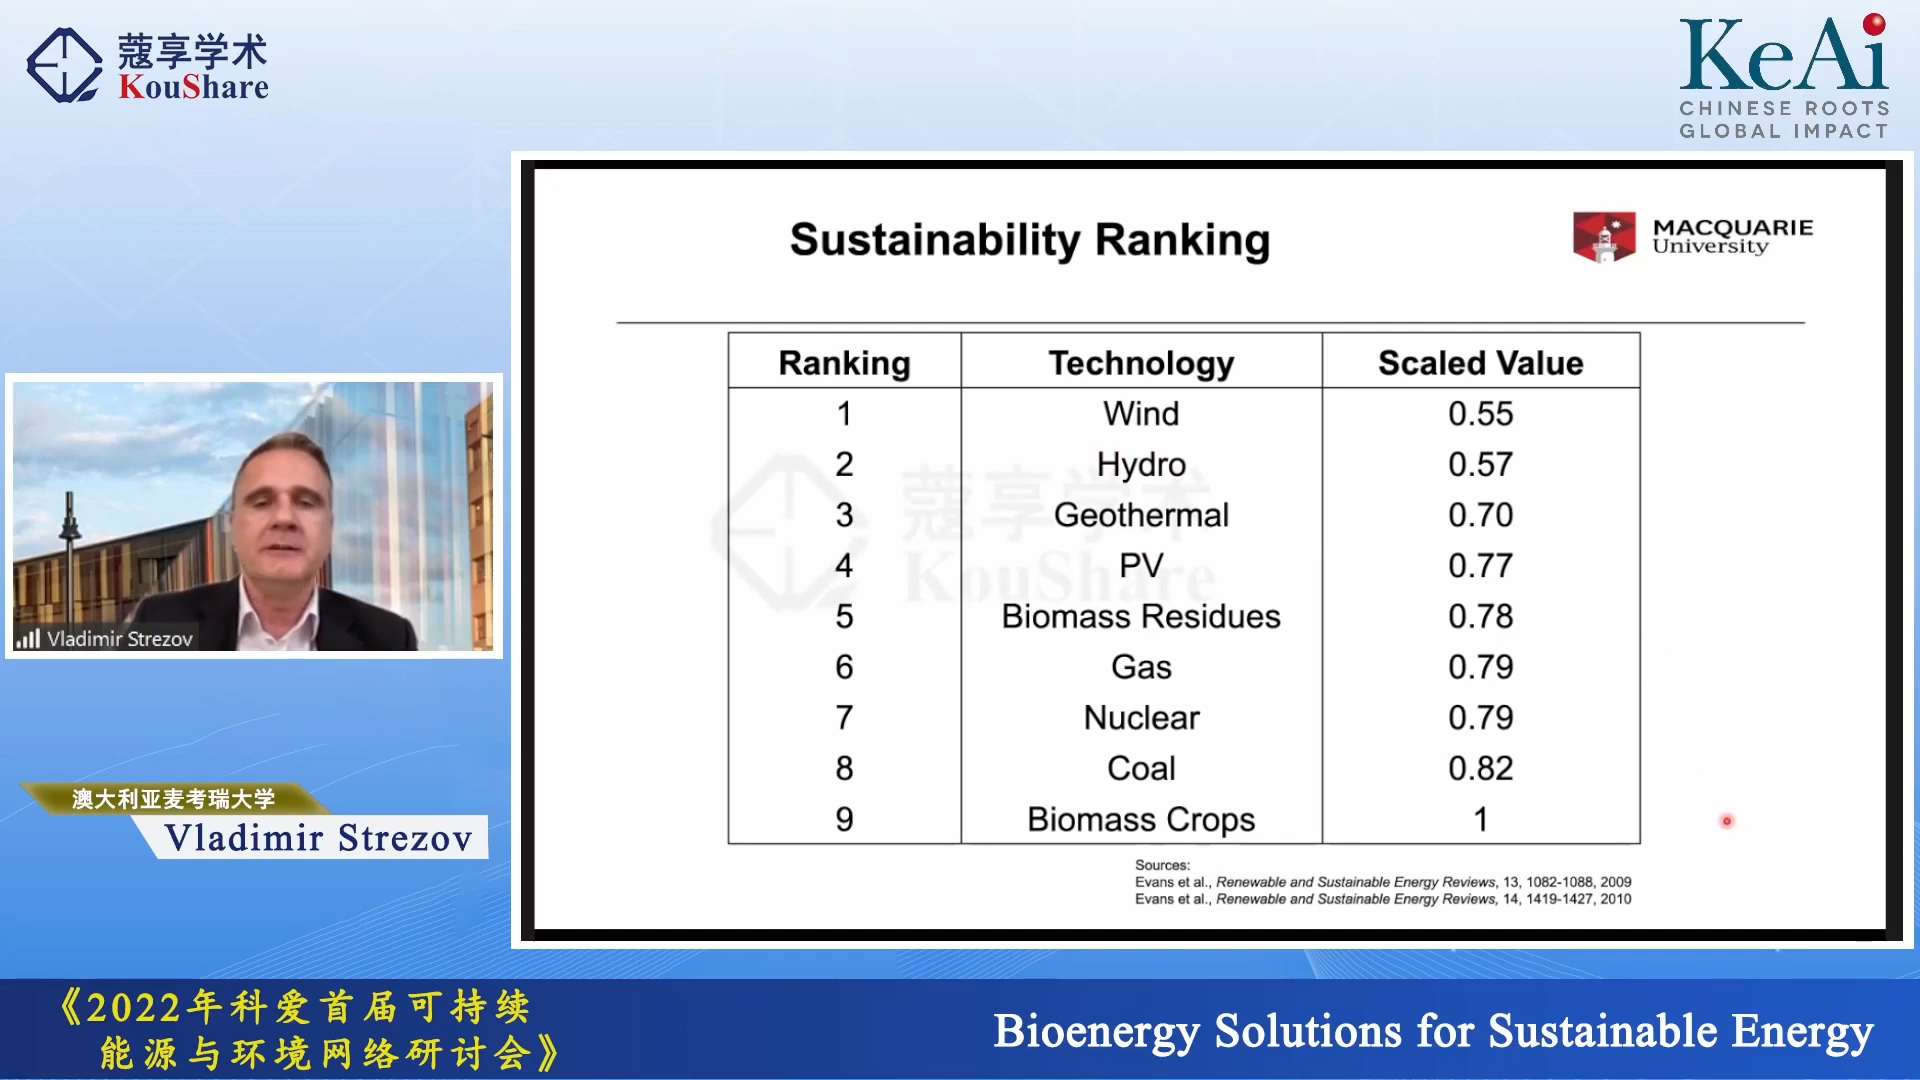 蔻享学术
KouShare
KeAi
CHINESE ROOTS
GLOBAL IMPACT
Sustainability Ranking
MACQUARIE
University
Ranking Technology Scaled Value
1 Wind 0.55
2 Hydro 0.57
3 Geothermal 0.70
4 PV 0.77
5 Biomass Residues 0.78
6 Gas 0.79
7 Nuclear 0.79
8 Coal 0.82
9 Biomass Crops 1
蔻享学术
KouShare
Sources:
Evans et al., Renewable and Sustainable Energy Reviews, 13, 1082-1088, 2009
Evans et al., Renewable and Sustainable Energy Reviews, 14, 1419-1427, 2010
Vladimir Strezov
澳大利亚麦考瑞大学
Vladimir Strezov
《2022年科爱首届可持续
能源与环境网络研讨会》
Bioenergy Solutions for Sustainable Energy